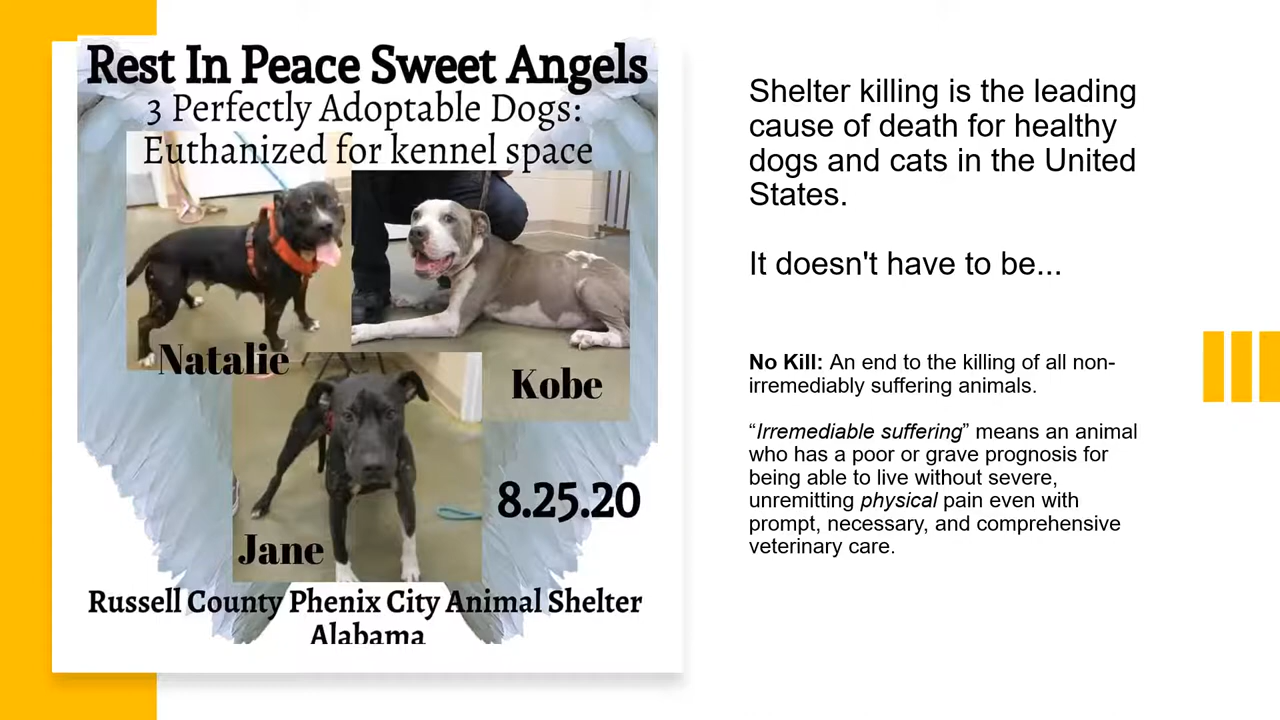 Rest In Peace Sweet Angels
3 Perfectly Adoptable Dogs:
Euthanized for kennel space
Natalie
Kobe
8.25.20
Jane
Russell County Phenix City Animal Shelter
Alabama
Shelter killing is the leading
cause of death for healthy
dogs and cats in the United
States.
It doesn't have to be...
No Kill: An end to the killing of all non-
irremediably suffering animals.
“Irremediable suffering” means an animal
who has a poor or grave prognosis for
being able to live without severe,
unremitting physical pain even with
prompt, necessary, and comprehensive
veterinary care.